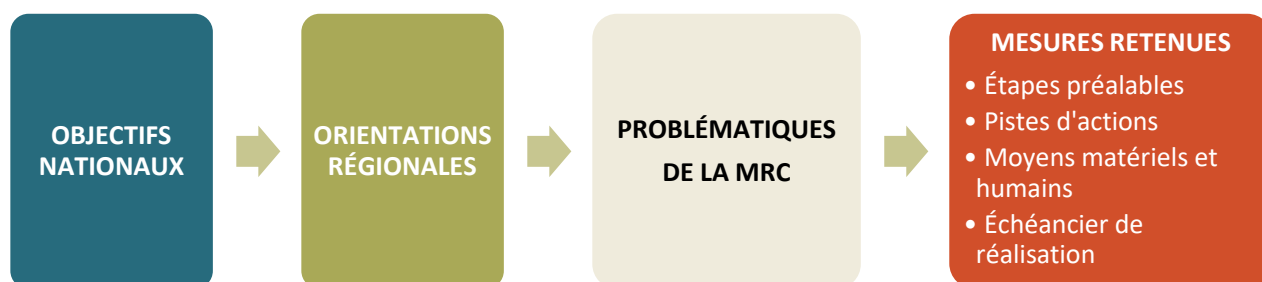 OBJECTIFS
NATIONAUX
ORIENTATIONS
RÉGIONALES
PROBLÉMATIQUES
DE LA MRC
MESURES RETENUES
• Étapes préalables
• Pistes d'actions
• Moyens matériels et
humains
• Échéancier de
réalisation